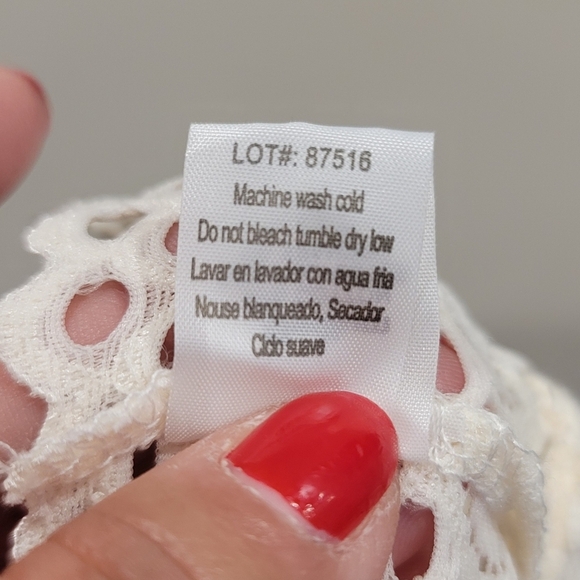 LOT#: 87516
Machine wash cold
Do not bleach tumble dry low
Lavar en lavador con agua fria
Nouse blanqueado, Secador
Ciclo suave